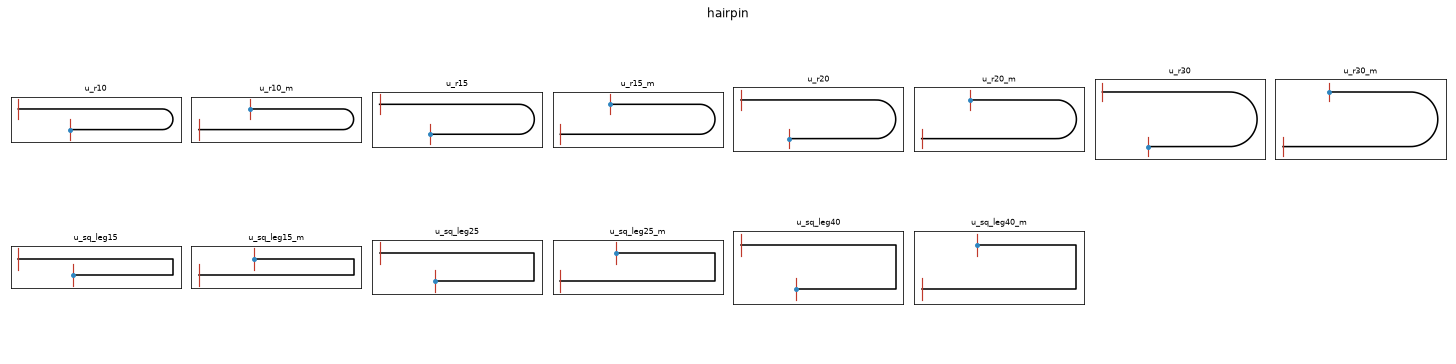 hairpin
u_r10
u_r10_m
u_r15
u_r15_m
u_r20
u_r20_m
u_r30
u_r30_m
u_sq_leg15
u_sq_leg15_m
u_sq_leg25
u_sq_leg25_m
u_sq_leg40
u_sq_leg40_m